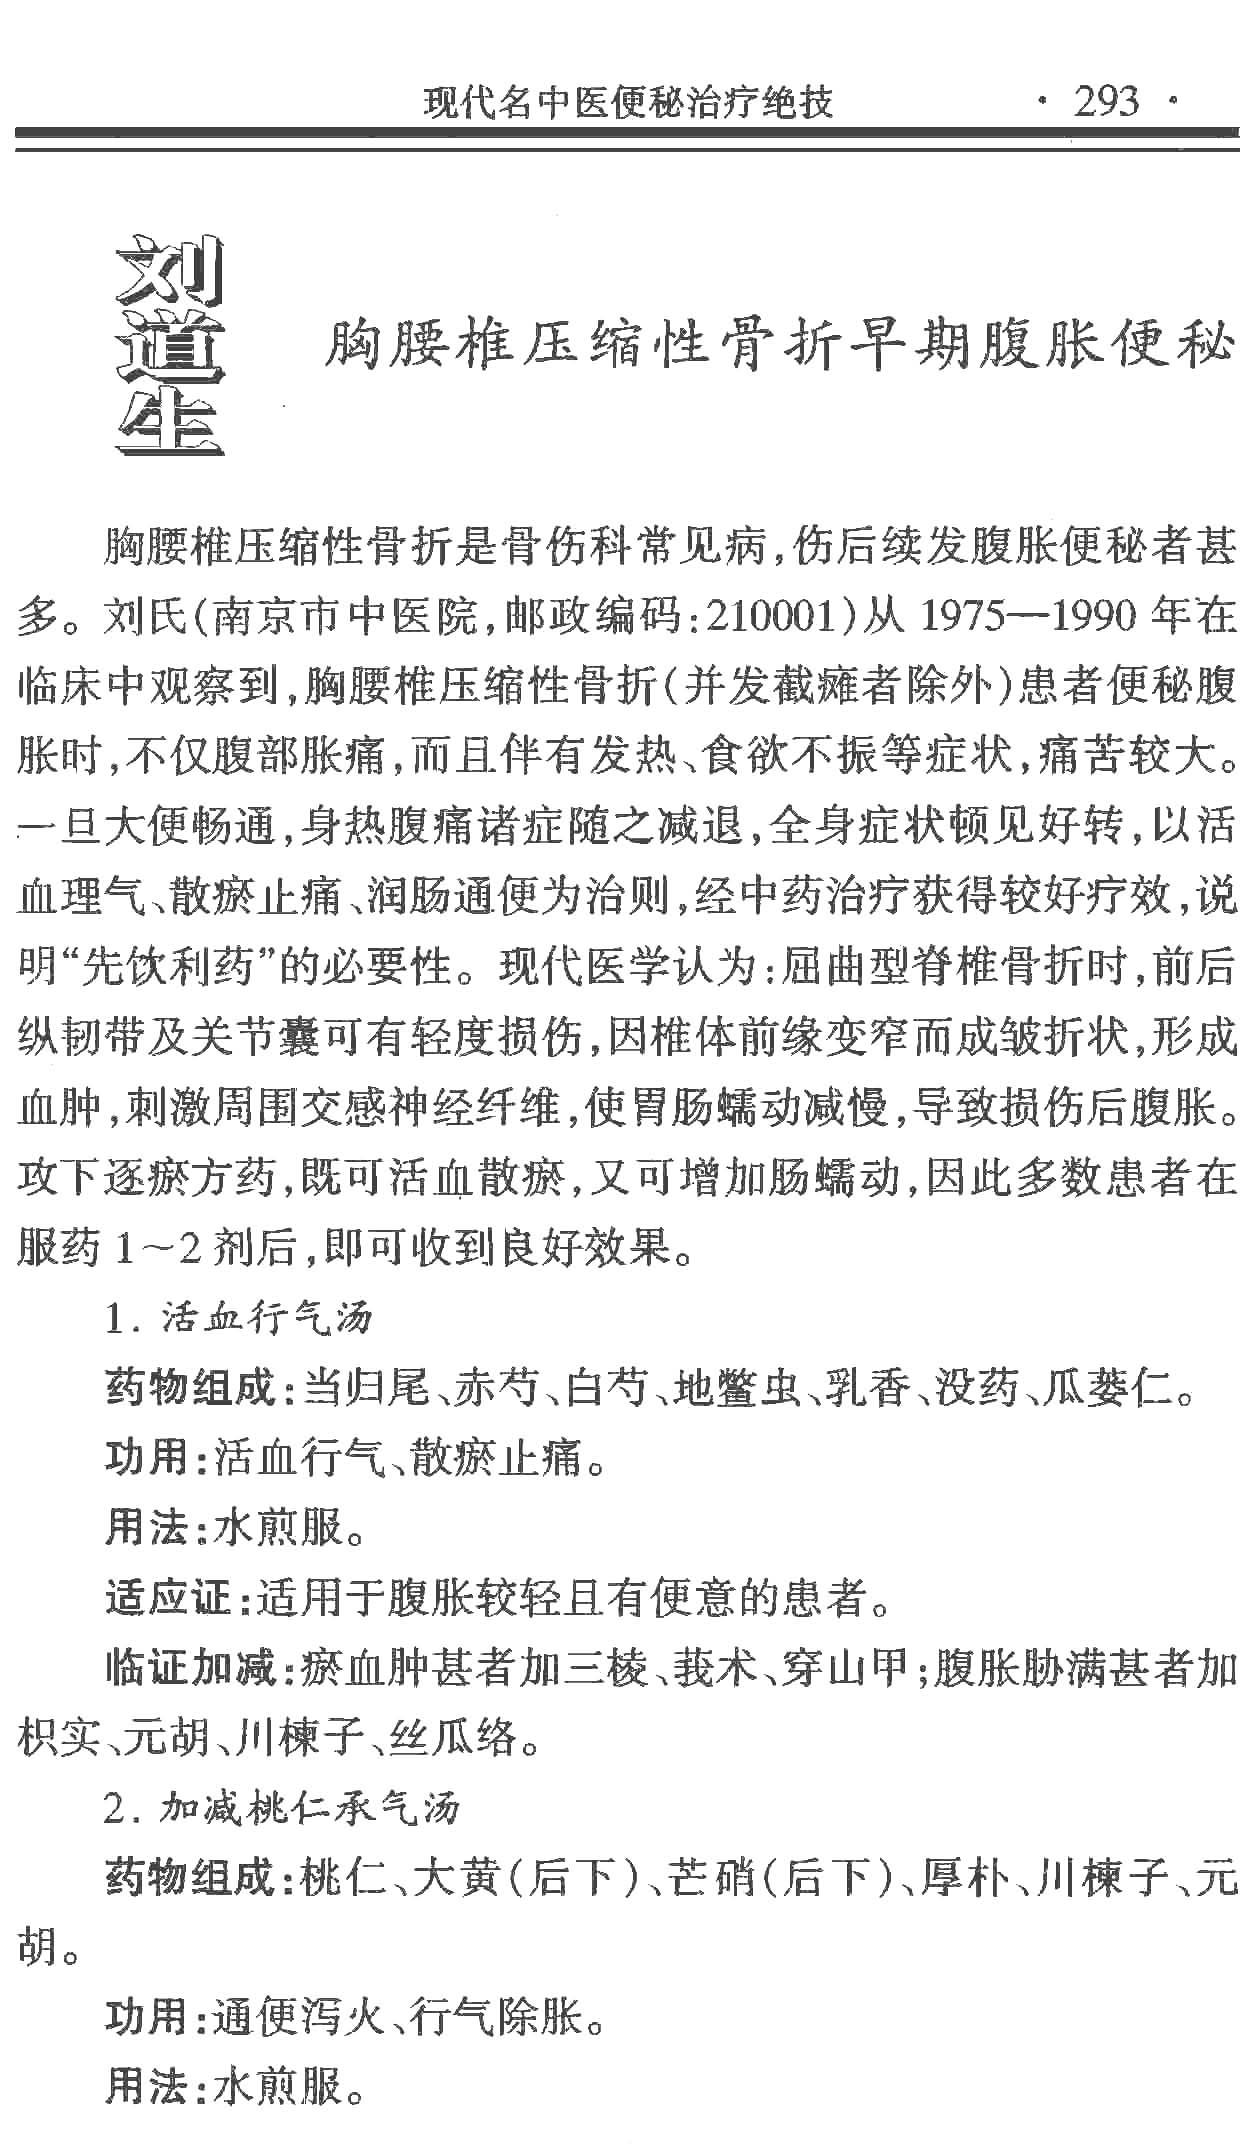 现代名中医便秘治疗绝技 · 293 ·
刘道生
胸腰椎压缩性骨折早期腹胀便秘
胸腰椎压缩性骨折是骨伤科常见病,伤后续发腹胀便秘者甚
多。刘氏(南京市中医院,邮政编码:210001)从 1975—1990 年在
临床中观察到,胸腰椎压缩性骨折(并发截瘫者除外)患者便秘腹
胀时,不仅腹部胀痛,而且伴有发热、食欲不振等症状,痛苦较大。
一旦大便畅通,身热腹痛诸症随之减退,全身症状顿见好转,以活
血理气、散瘀止痛、润肠通便为治则,经中药治疗获得较好疗效,说
明“先饮利药”的必要性。现代医学认为:屈曲型脊椎骨折时,前后
纵韧带及关节囊可有轻度损伤,因椎体前缘变窄而成皱折状,形成
血肿,刺激周围交感神经纤维,使胃肠蠕动减慢,导致损伤后腹胀。
攻下逐瘀方药,既可活血散瘀,又可增加肠蠕动,因此多数患者在
服药 1～2 剂后,即可收到良好效果。
1. 活血行气汤
药物组成:当归尾、赤芍、白芍、地鳖虫、乳香、没药、瓜蒌仁。
功用:活血行气、散瘀止痛。
用法:水煎服。
适应证:适用于腹胀较轻且有便意的患者。
临证加减:瘀血肿甚者加三棱、莪术、穿山甲;腹胀胁满甚者加
枳实、元胡、川楝子、丝瓜络。
2. 加减桃仁承气汤
药物组成:桃仁、大黄(后下)、芒硝(后下)、厚朴、川楝子、元
胡。
功用:通便泻火、行气除胀。
用法:水煎服。